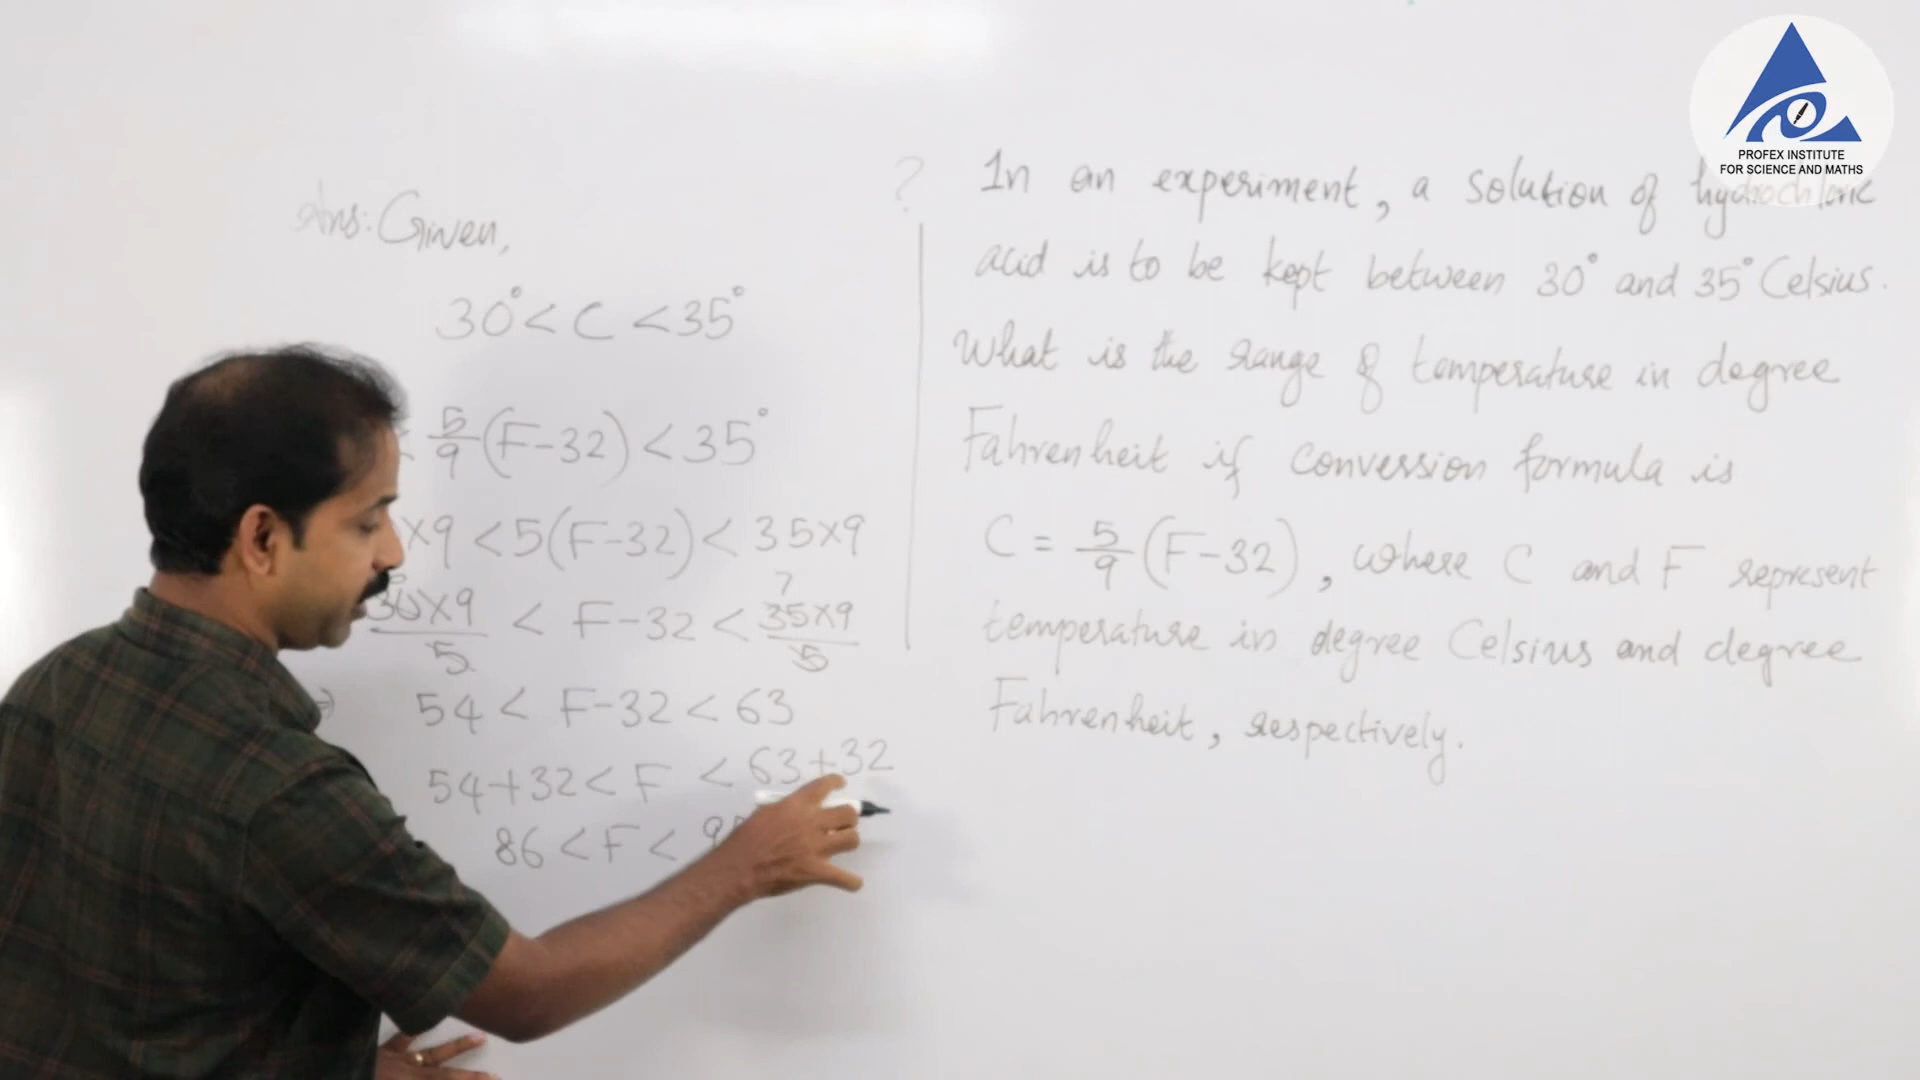 Ans: Given,
30° < C < 35°
5/9 (F-32) < 35°
×9 < 5(F-32) < 35×9
30×9/5 < F-32 < 35×9/5
7
⇒ 54 < F-32 < 63
54+32 < F < 63+32
86 < F < 95
?
In an experiment, a solution of hydrochloric
acid is to be kept between 30° and 35° Celsius.
What is the range of temperature in degree
Fahrenheit if convession formula is
C = 5/9 (F-32), where C and F represent
temperature in degree Celsius and degree
Fahrenheit, respectively.
PROFEX INSTITUTE
FOR SCIENCE AND MATHS